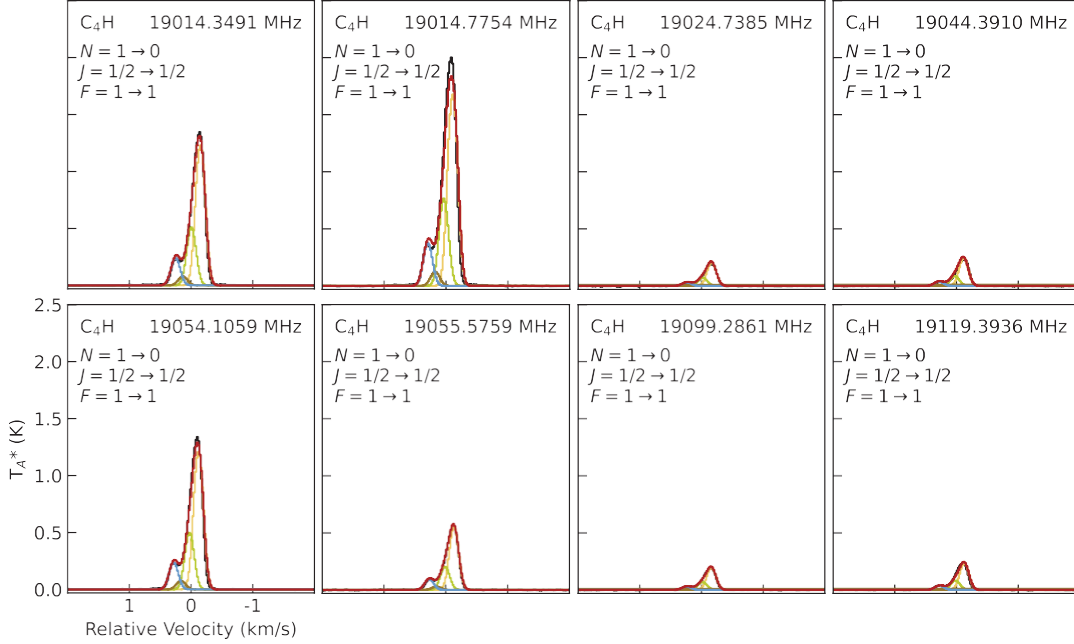 C₄H 19014.3491 MHz
N = 1 → 0
J = 1/2 → 1/2
F = 1 → 1
C₄H 19014.7754 MHz
N = 1 → 0
J = 1/2 → 1/2
F = 1 → 1
C₄H 19024.7385 MHz
N = 1 → 0
J = 1/2 → 1/2
F = 1 → 1
C₄H 19044.3910 MHz
N = 1 → 0
J = 1/2 → 1/2
F = 1 → 1
C₄H 19054.1059 MHz
N = 1 → 0
J = 1/2 → 1/2
F = 1 → 1
C₄H 19055.5759 MHz
N = 1 → 0
J = 1/2 → 1/2
F = 1 → 1
C₄H 19099.2861 MHz
N = 1 → 0
J = 1/2 → 1/2
F = 1 → 1
C₄H 19119.3936 MHz
N = 1 → 0
J = 1/2 → 1/2
F = 1 → 1
2.5
2.0
1.5
1.0
0.5
0.0
T_A* (K)
1 0 -1
Relative Velocity (km/s)